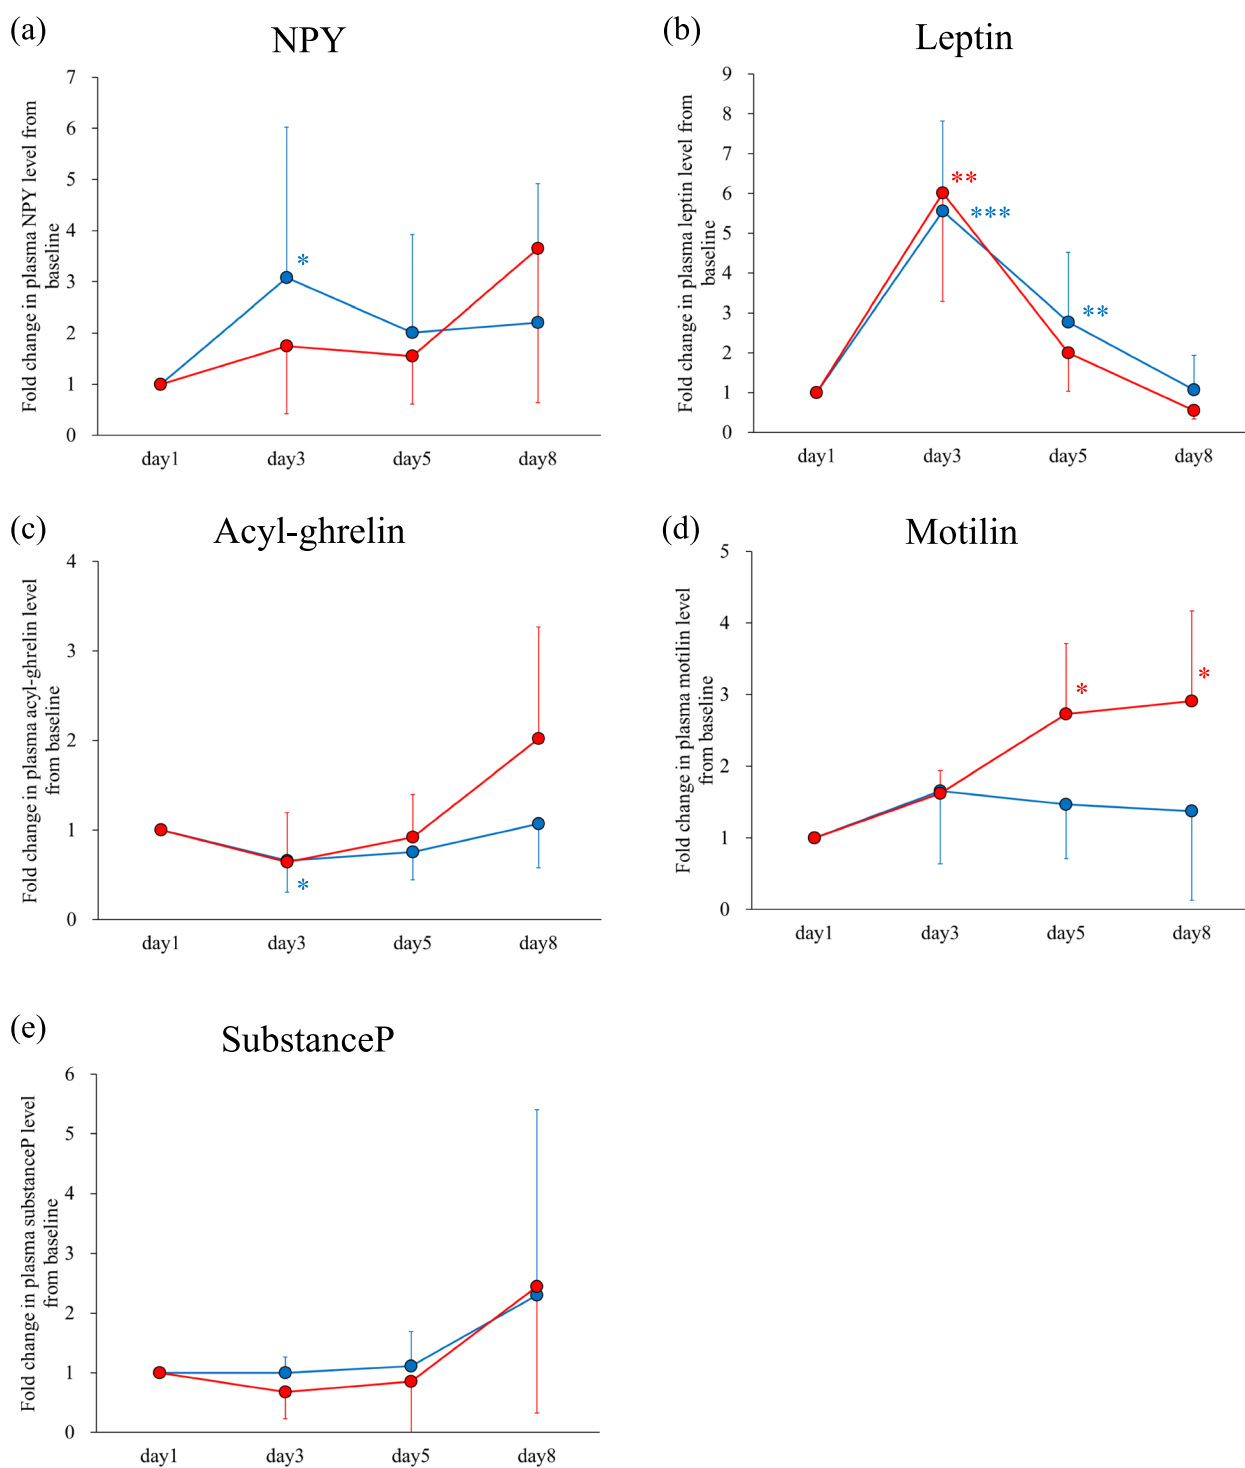 (a)
NPY
Fold change in plasma NPY level from
baseline
7
6
5
4
3
2
1
0
*
day1 day3 day5 day8
(b)
Leptin
Fold change in plasma leptin level from
baseline
9
8
7
6
5
4
3
2
1
0
**
***
**
day1 day3 day5 day8
(c)
Acyl-ghrelin
Fold change in plasma acyl-ghrelin level
from baseline
4
3
2
1
0
*
day1 day3 day5 day8
(d)
Motilin
Fold change in plasma motilin level
from baseline
5
4
3
2
1
0
*
*
day1 day3 day5 day8
(e)
SubstanceP
Fold change in plasma substanceP level
from baseline
6
5
4
3
2
1
0
day1 day3 day5 day8